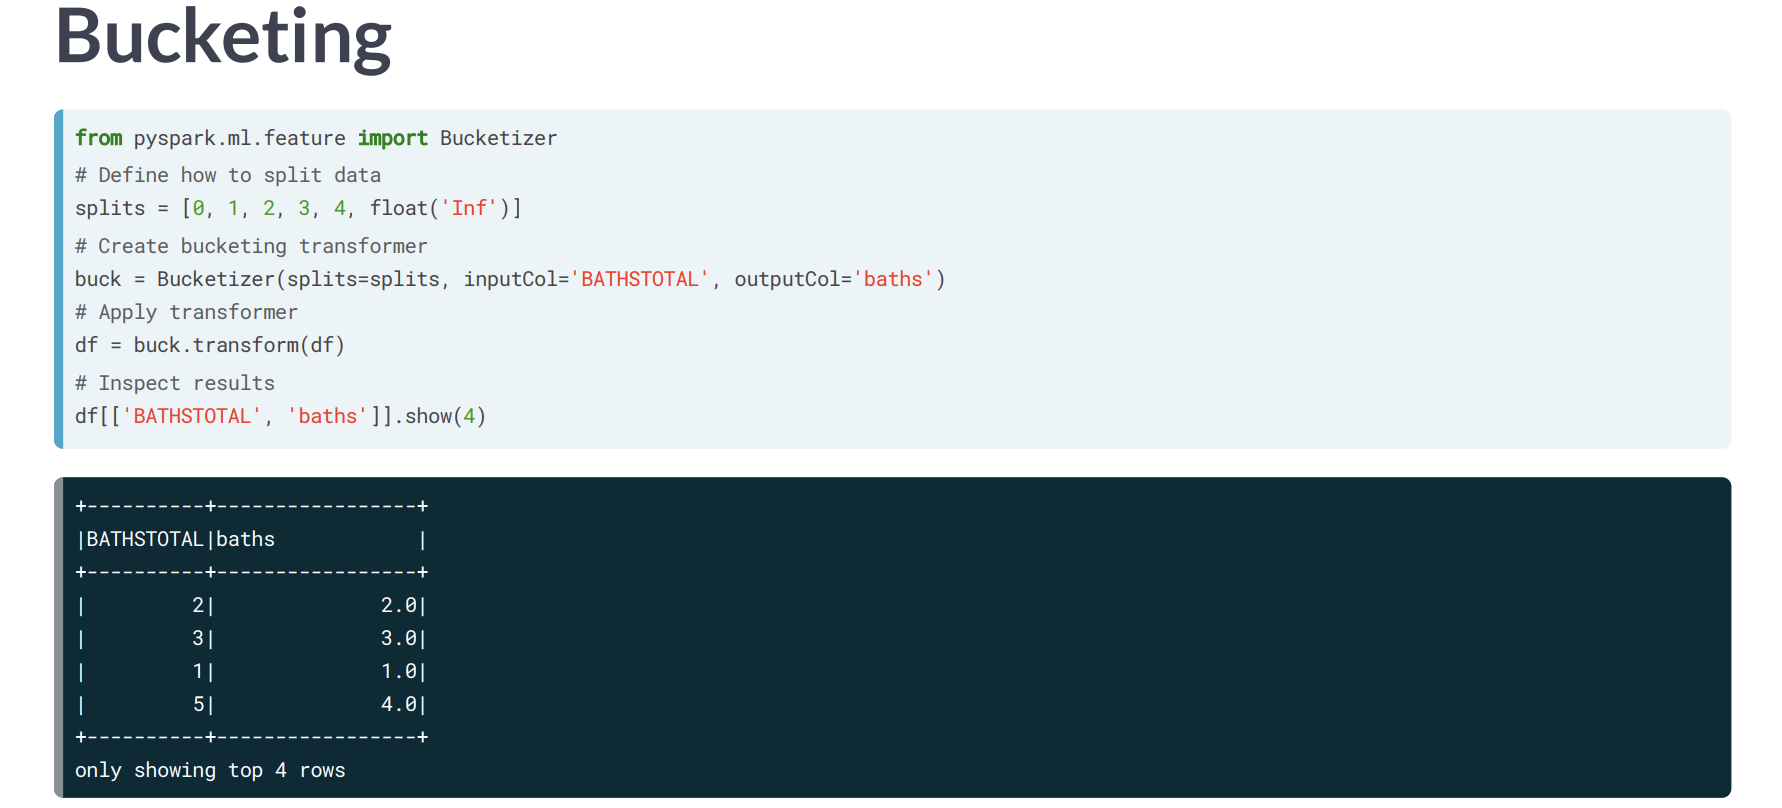 Bucketing
from pyspark.ml.feature import Bucketizer
# Define how to split data
splits = [0, 1, 2, 3, 4, float('Inf')]
# Create bucketing transformer
buck = Bucketizer(splits=splits, inputCol='BATHSTOTAL', outputCol='baths')
# Apply transformer
df = buck.transform(df)
# Inspect results
df[['BATHSTOTAL', 'baths']].show(4)
+----------+-----------------+
|BATHSTOTAL|baths            |
+----------+-----------------+
|         2|              2.0|
|         3|              3.0|
|         1|              1.0|
|         5|              4.0|
+----------+-----------------+
only showing top 4 rows